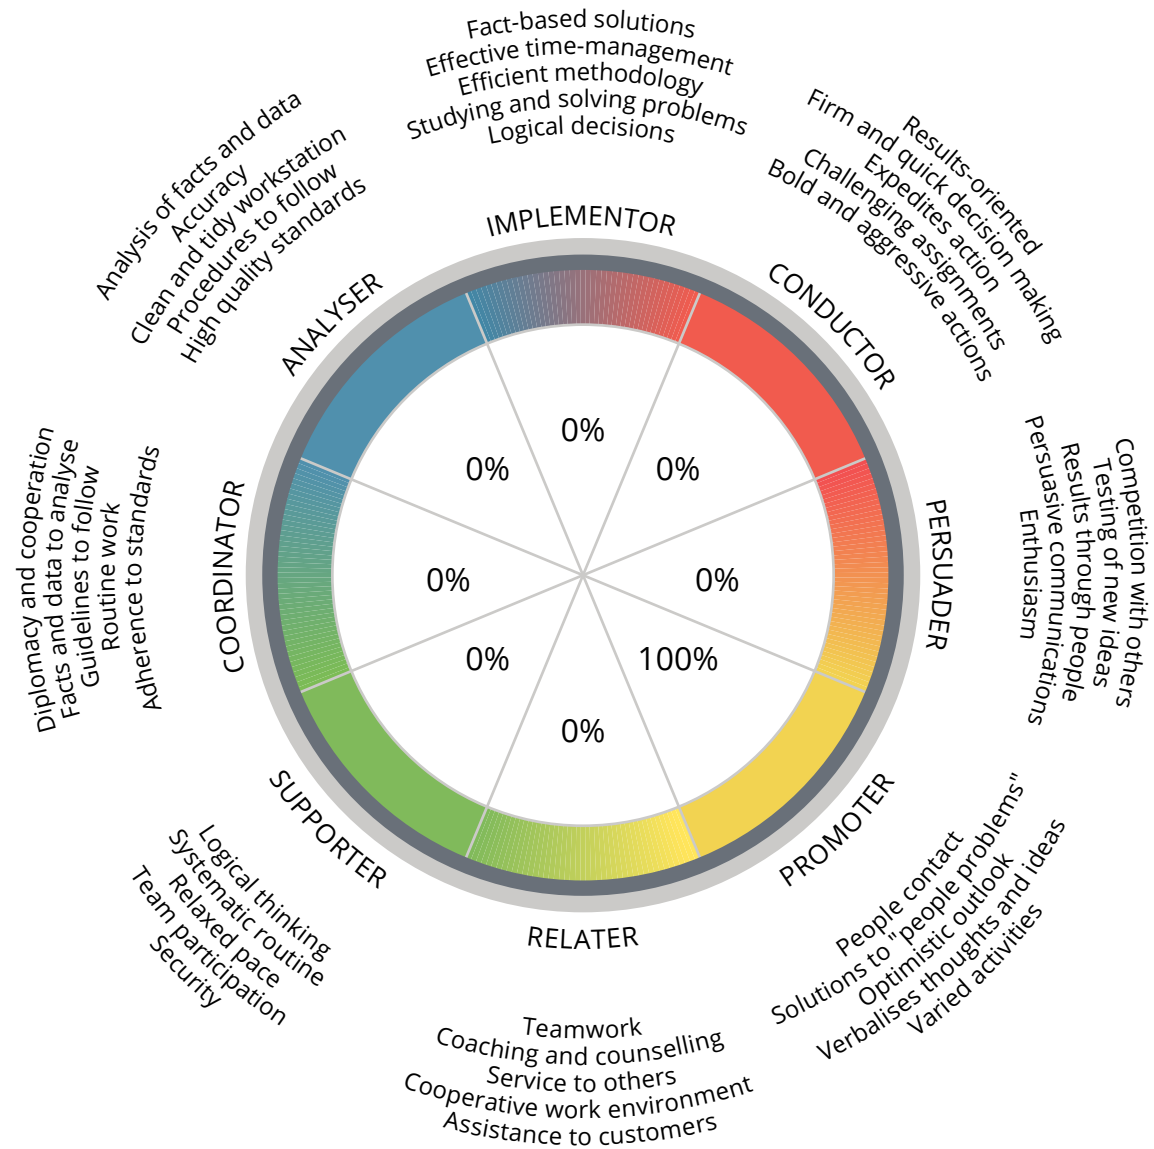 Fact-based solutions
Effective time-management
Efficient methodology
Studying and solving problems
Logical decisions
IMPLEMENTOR
0%
Results-oriented
Firm and quick decision making
Expedites action
Challenging assignments
Bold and aggressive actions
CONDUCTOR
0%
Competition with others
Testing of new ideas
Results through people
Persuasive communications
Enthusiasm
PERSUADER
0%
People contact
Solutions to "people problems"
Optimistic outlook
Verbalises thoughts and ideas
Varied activities
PROMOTER
100%
RELATER
0%
Teamwork
Coaching and counselling
Service to others
Cooperative work environment
Assistance to customers
SUPPORTER
0%
Logical thinking
Systematic routine
Relaxed pace
Team participation
Security
COORDINATOR
0%
Diplomacy and cooperation
Facts and data to analyse
Guidelines to follow
Routine work
Adherence to standards
ANALYSER
0%
Analysis of facts and data
Accuracy
Clean and tidy workstation
Procedures to follow
High quality standards